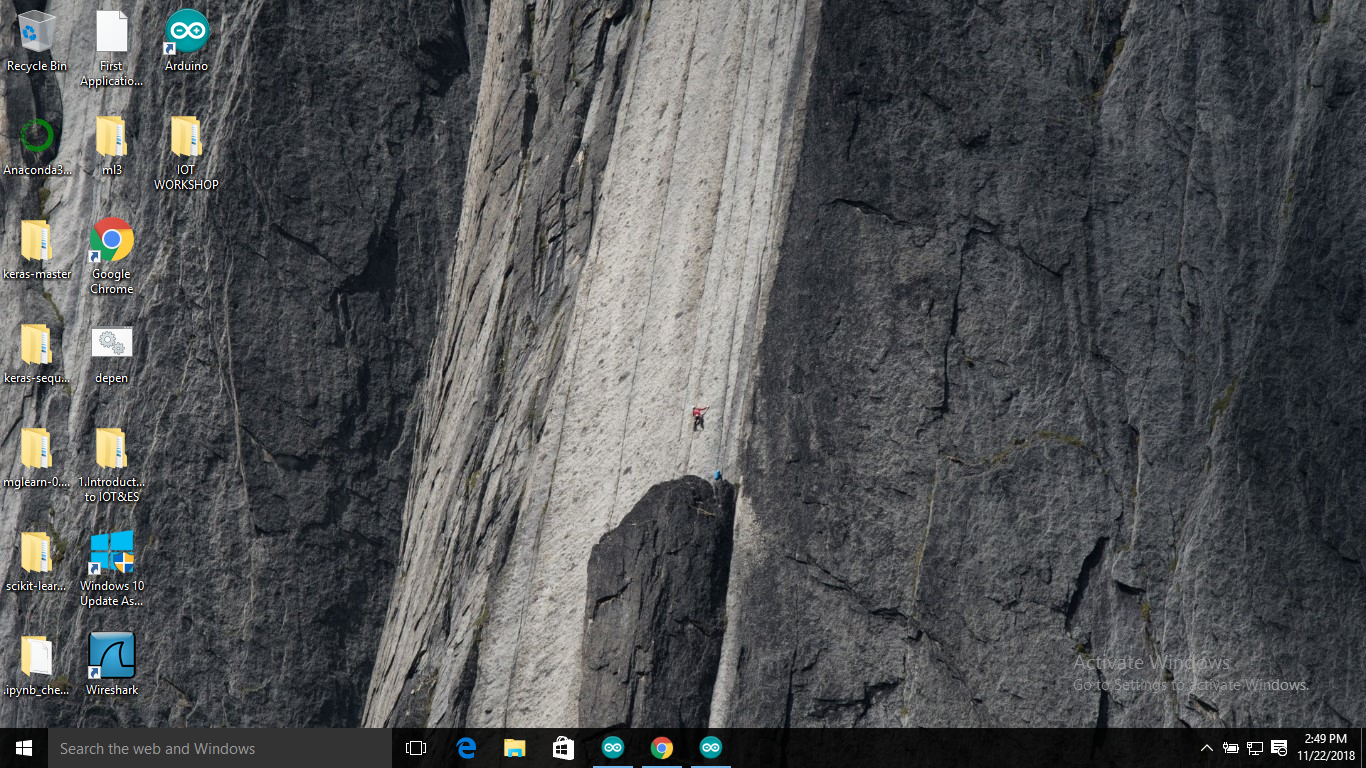 Recycle Bin
First
Applicatio...
Arduino
Anaconda3...
ml3
IOT
WORKSHOP
keras-master
Google
Chrome
keras-sequ...
depen
mglearn-0....
1.Introduct...
to IOT&ES
scikit-lear...
Windows 10
Update As...
.ipynb_che...
Wireshark
Activate Windows
Go to Settings to activate Windows.
Search the web and Windows
2:49 PM
11/22/2018